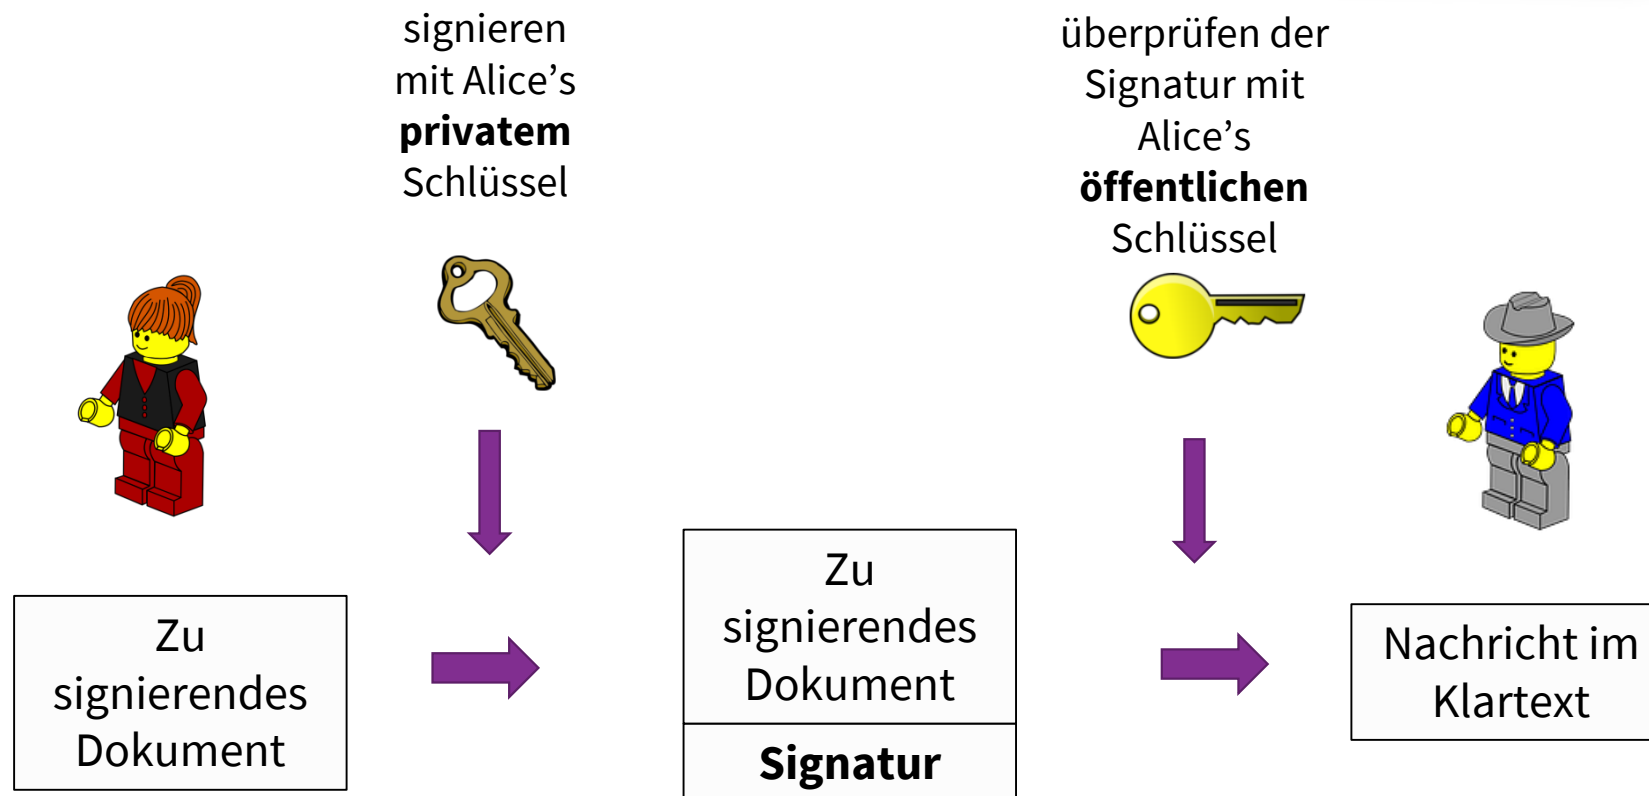 signieren
mit Alice’s
privatem
Schlüssel
überprüfen der
Signatur mit
Alice’s
öffentlichen
Schlüssel
Zu
signierendes
Dokument
Zu
signierendes
Dokument
Signatur
Nachricht im
Klartext